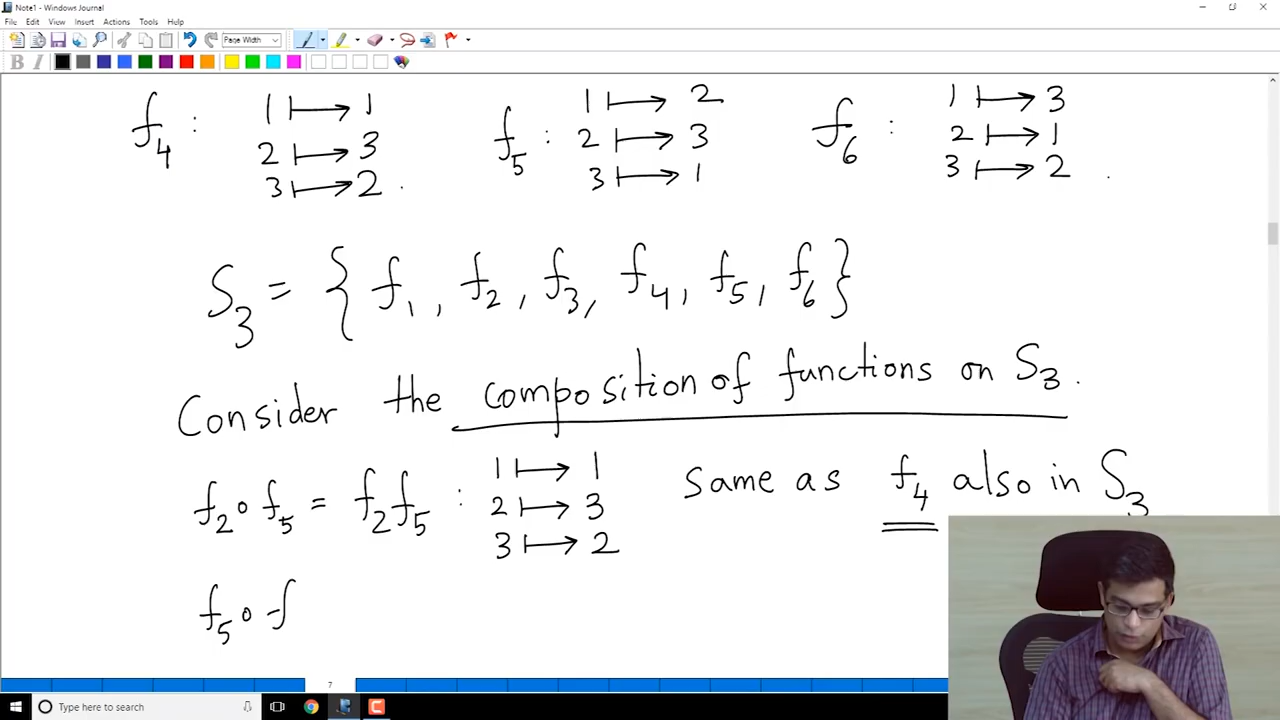 Note1 - Windows Journal
File Edit View Insert Actions Tools Help
Page Width
B I
f₄ : 1 ↦ 1 f₅ : 1 ↦ 2 f₆ : 1 ↦ 3
2 ↦ 3 2 ↦ 3 2 ↦ 1
3 ↦ 2 . 3 ↦ 1 3 ↦ 2 .
S₃ = { f₁ , f₂ , f₃, f₄, f₅, f₆ }
Consider the composition of functions on S₃ .
f₂ ∘ f₅ = f₂f₅ : 1 ↦ 1 same as f₄ also in S₃
2 ↦ 3
3 ↦ 2
f₅ ∘ f
7
Type here to search